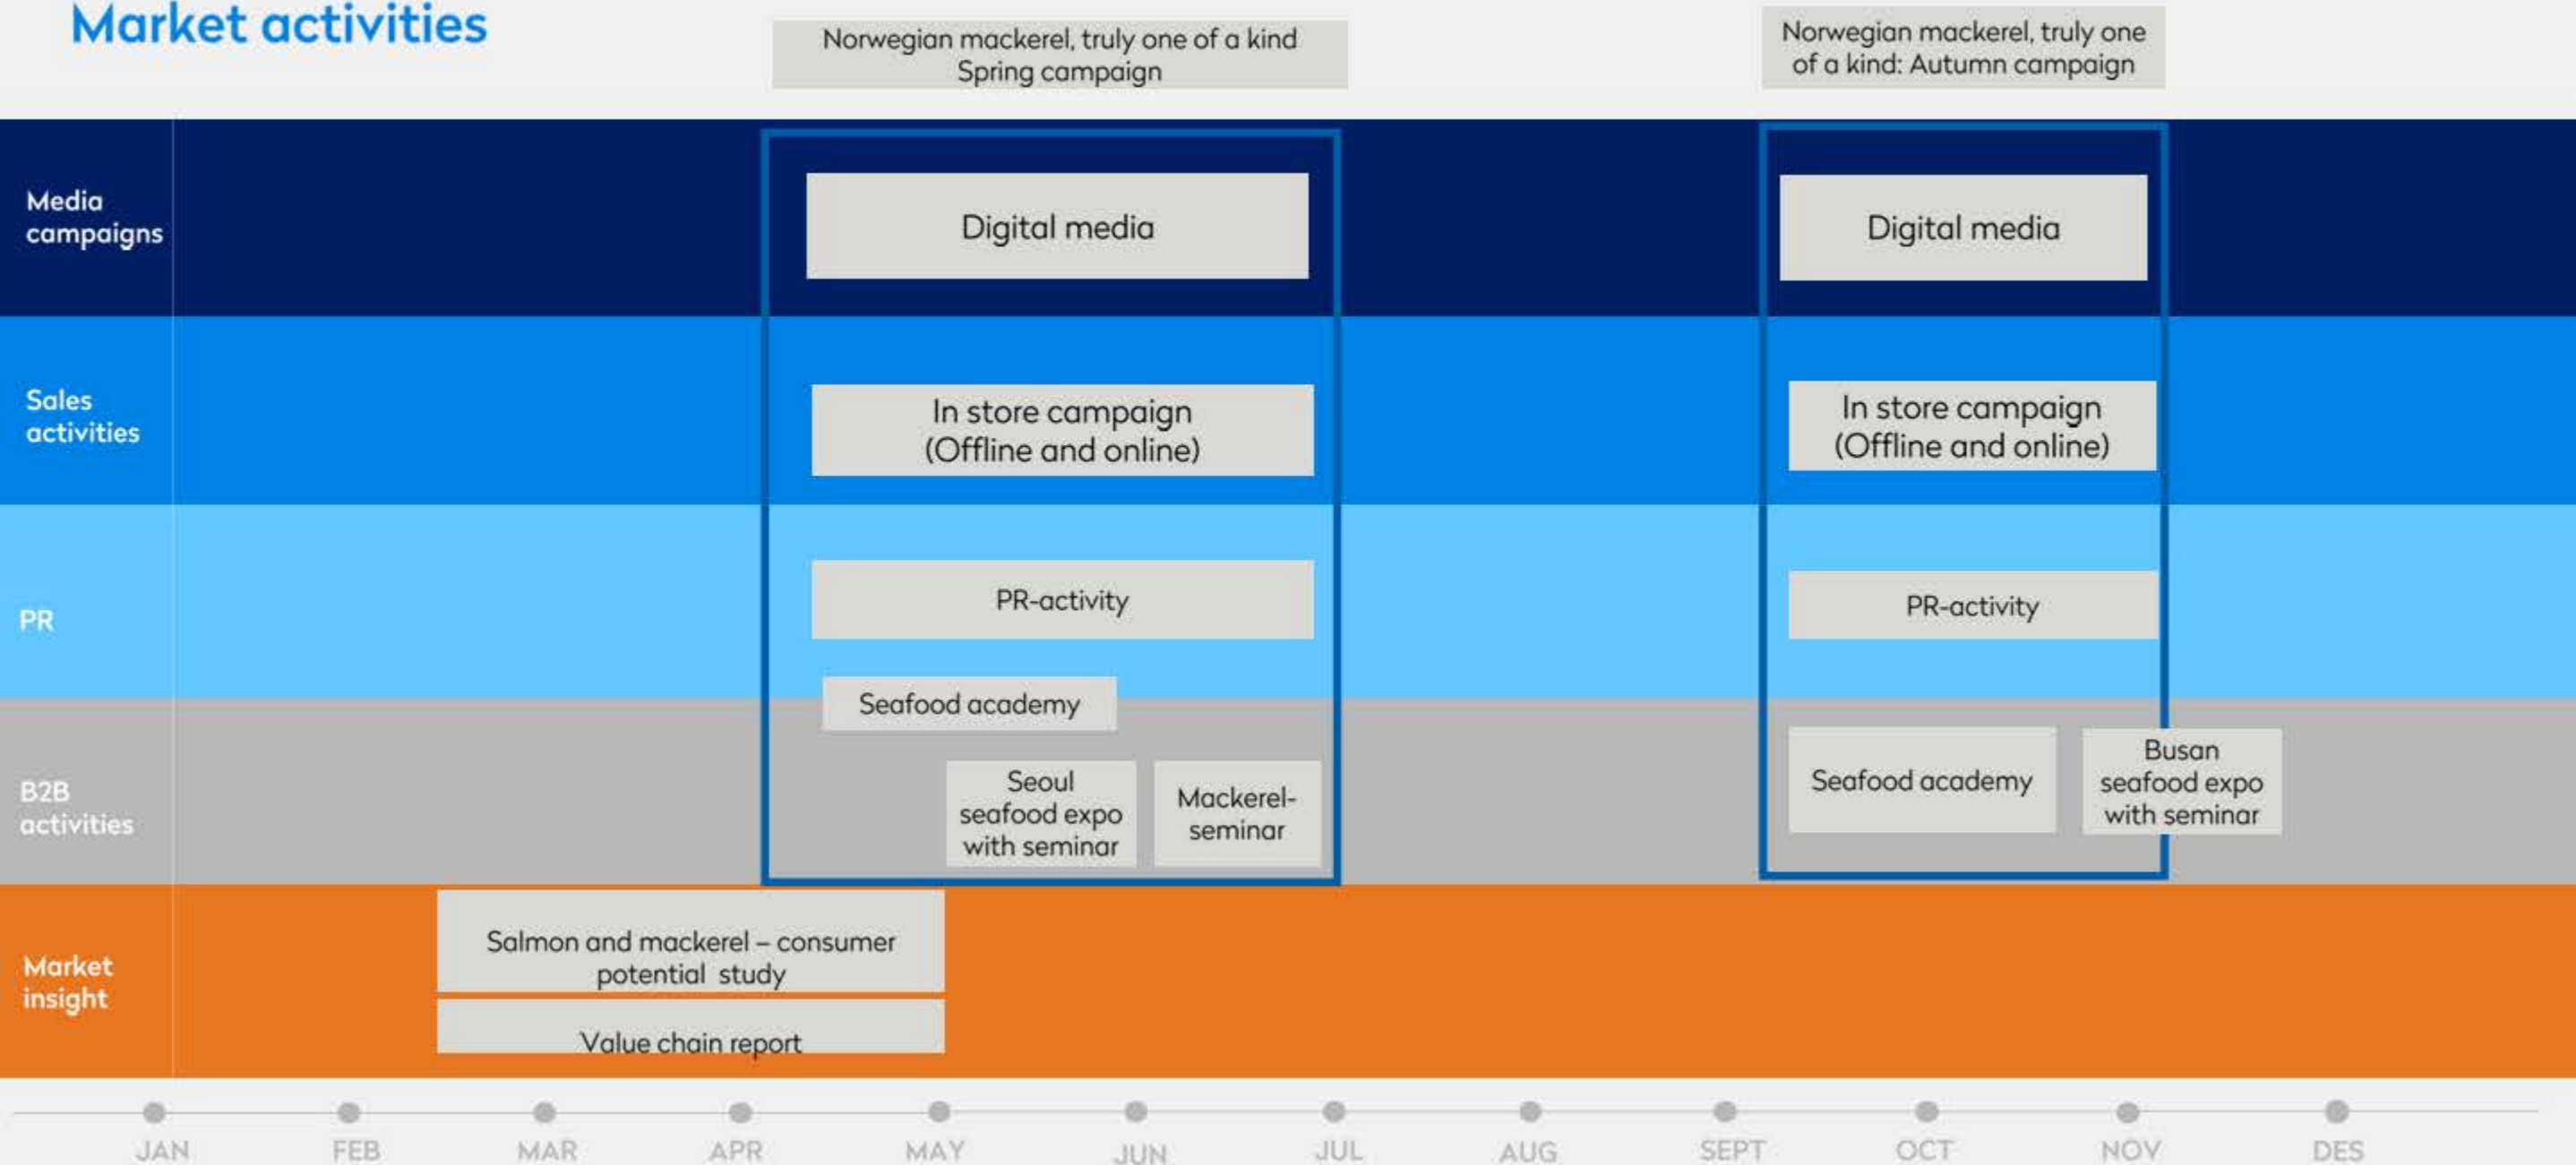 Market activities
Norwegian mackerel, truly one of a kind
Spring campaign
Norwegian mackerel, truly one
of a kind: Autumn campaign
Media
campaigns
Digital media
Digital media
Sales
activities
In store campaign
(Offline and online)
In store campaign
(Offline and online)
PR
PR-activity
PR-activity
Seafood academy
B2B
activities
Seoul
seafood expo
with seminar
Mackerel-
seminar
Seafood academy
Busan
seafood expo
with seminar
Market
insight
Salmon and mackerel – consumer
potential study
Value chain report
JAN FEB MAR APR MAY JUN JUL AUG SEPT OCT NOV DES